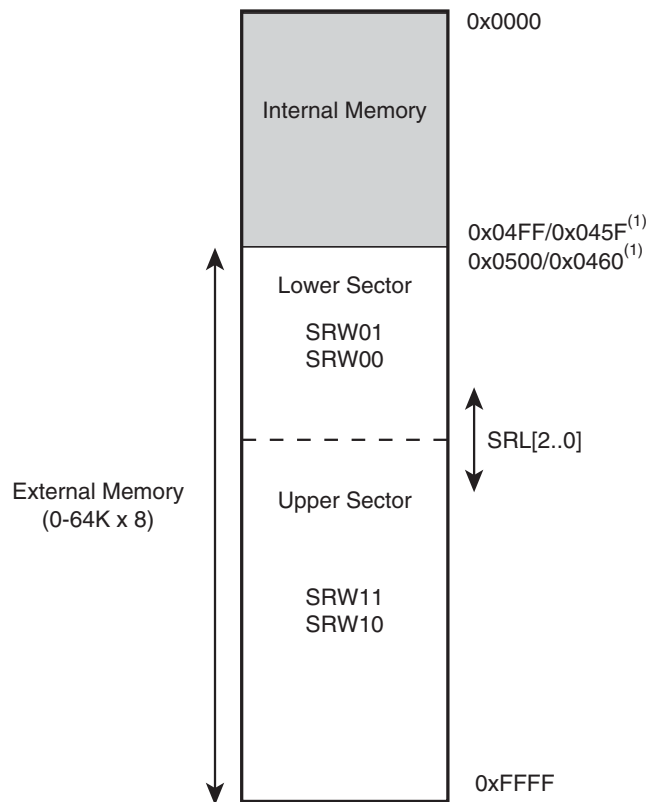 0x0000
Internal Memory
0x04FF/0x045F(1)
0x0500/0x0460(1)
Lower Sector
SRW01
SRW00
SRL[2..0]
External Memory
(0-64K x 8)
Upper Sector
SRW11
SRW10
0xFFFF